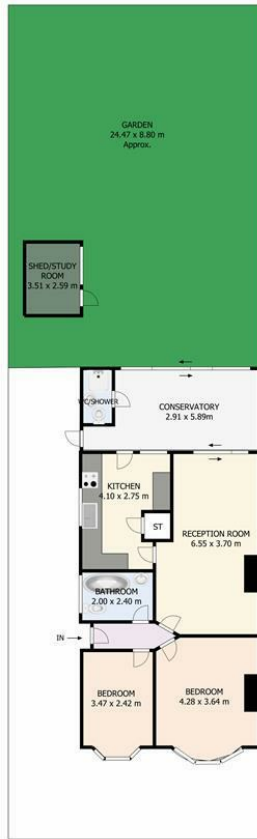 GARDEN
24.47 x 8.80 m
Approx.
SHED/STUDY
ROOM
3.51 x 2.59 m
WC/SHOWER
CONSERVATORY
2.91 x 5.89m
KITCHEN
4.10 x 2.75 m
ST
RECEPTION ROOM
6.55 x 3.70 m
BATHROOM
2.00 x 2.40 m
IN
BEDROOM
3.47 x 2.42 m
BEDROOM
4.28 x 3.64 m